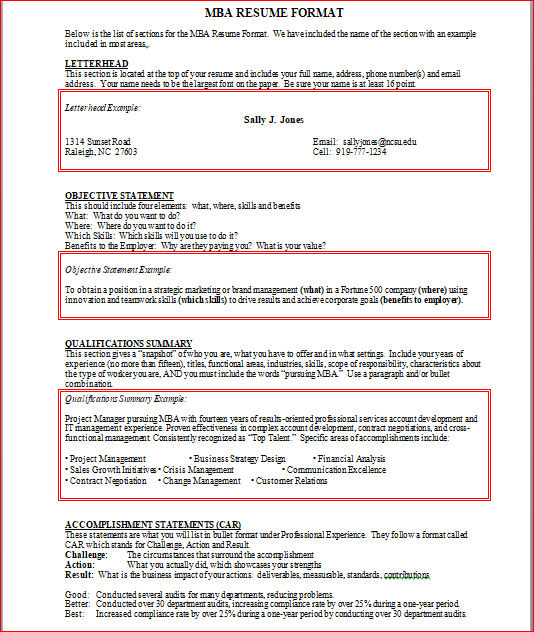 MBA RESUME FORMAT
Below is the list of sections for the MBA Resume Format. We have included the name of the section with an example
included in most areas,.
LETTERHEAD
This section is located at the top of your resume and includes your full name, address, phone number(s) and email
address. Your name needs to be the largest font on the paper. Be sure your name is at least 16 point.
Letterhead Example:
Sally J. Jones
1314 Sunset Road Email: sallyjones@ncsu.edu
Raleigh, NC 27603 Cell: 919-777-1234
OBJECTIVE STATEMENT
This should include four elements: what, where, skills and benefits
What: What do you want to do?
Where: Where do you want to do it?
Which Skills: Which skills will you use to do it?
Benefits to the Employer: Why are they paying you? What is your value?
Objective Statement Example:
To obtain a position in a strategic marketing or brand management (what) in a Fortune 500 company (where) using
innovation and teamwork skills (which skills) to drive results and achieve corporate goals (benefits to employer).
QUALIFICATIONS SUMMARY
This section gives a "snapshot" of who you are, what you have to offer and in what settings. Include your years of
experience (no more than fifteen), titles, functional areas, industries, skills, scope of responsibility, characteristics about
the type of worker you are, AND you must include the words "pursuing MBA." Use a paragraph and/or bullet
combination.
Qualifications Summary Example:
Project Manager pursuing MBA with fourteen years of results-oriented professional services account development and
IT management experience. Proven effectiveness in complex account development, contract negotiations, and cross-
functional management. Consistently recognized as "Top Talent." Specific areas of accomplishments include:
• Project Management • Business Strategy Design • Financial Analysis
• Sales Growth Initiatives • Crisis Management • Communication Excellence
• Contract Negotiation • Change Management • Customer Relations
ACCOMPLISHMENT STATEMENTS (CAR)
These statements are what you will list in bullet format under Professional Experience. They follow a format called
CAR which stands for Challenge, Action and Result.
Challenge: The circumstances that surround the accomplishment
Action: What you actually did, which showcases your strengths
Result: What is the business impact of your actions: deliverables, measurable, standards, contributions
Good: Conducted several audits for many departments, reducing problems.
Better: Conducted over 30 department audits, increasing compliance rate by over 25% during a one-year period.
Best: Increased compliance rate by over 25% during a one-year period by conducting over 30 department audits.